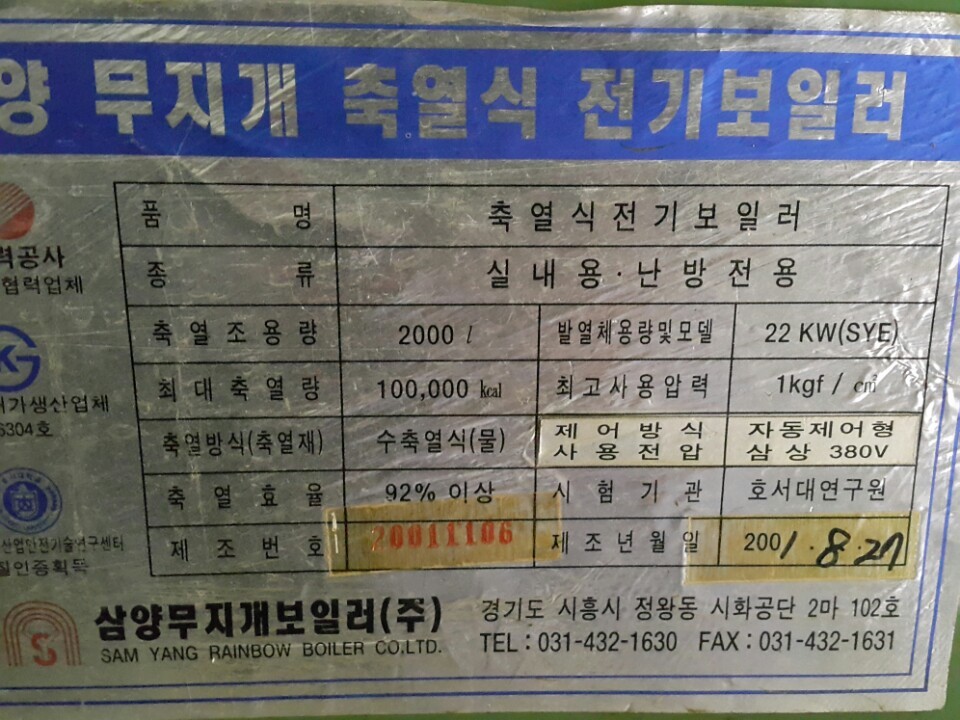 양 무지개 축열식 전기보일러
품 명 축열식전기보일러
종 류 실내용·난방전용
축열조용량 2000 ℓ 발열체용량및모델 22 KW(SYE)
최대축열량 100,000 ㎉ 최고사용압력 1kgf / ㎠
축열방식(축열재) 수축열식(물) 제어방식 자동제어형
사용전압 삼상 380V
축열효율 92% 이상 시험기관 호서대연구원
제조번호 20011106 제조년월일 2001.8.27
력공사
협력업체
KG
허가생산업체
6304호
산업안전기술연구센터
질인증획득
S
삼양무지개보일러(주)
SAM YANG RAINBOW BOILER CO.LTD.
경기도 시흥시 정왕동 시화공단 2마 102호
TEL : 031-432-1630 FAX : 031-432-1631